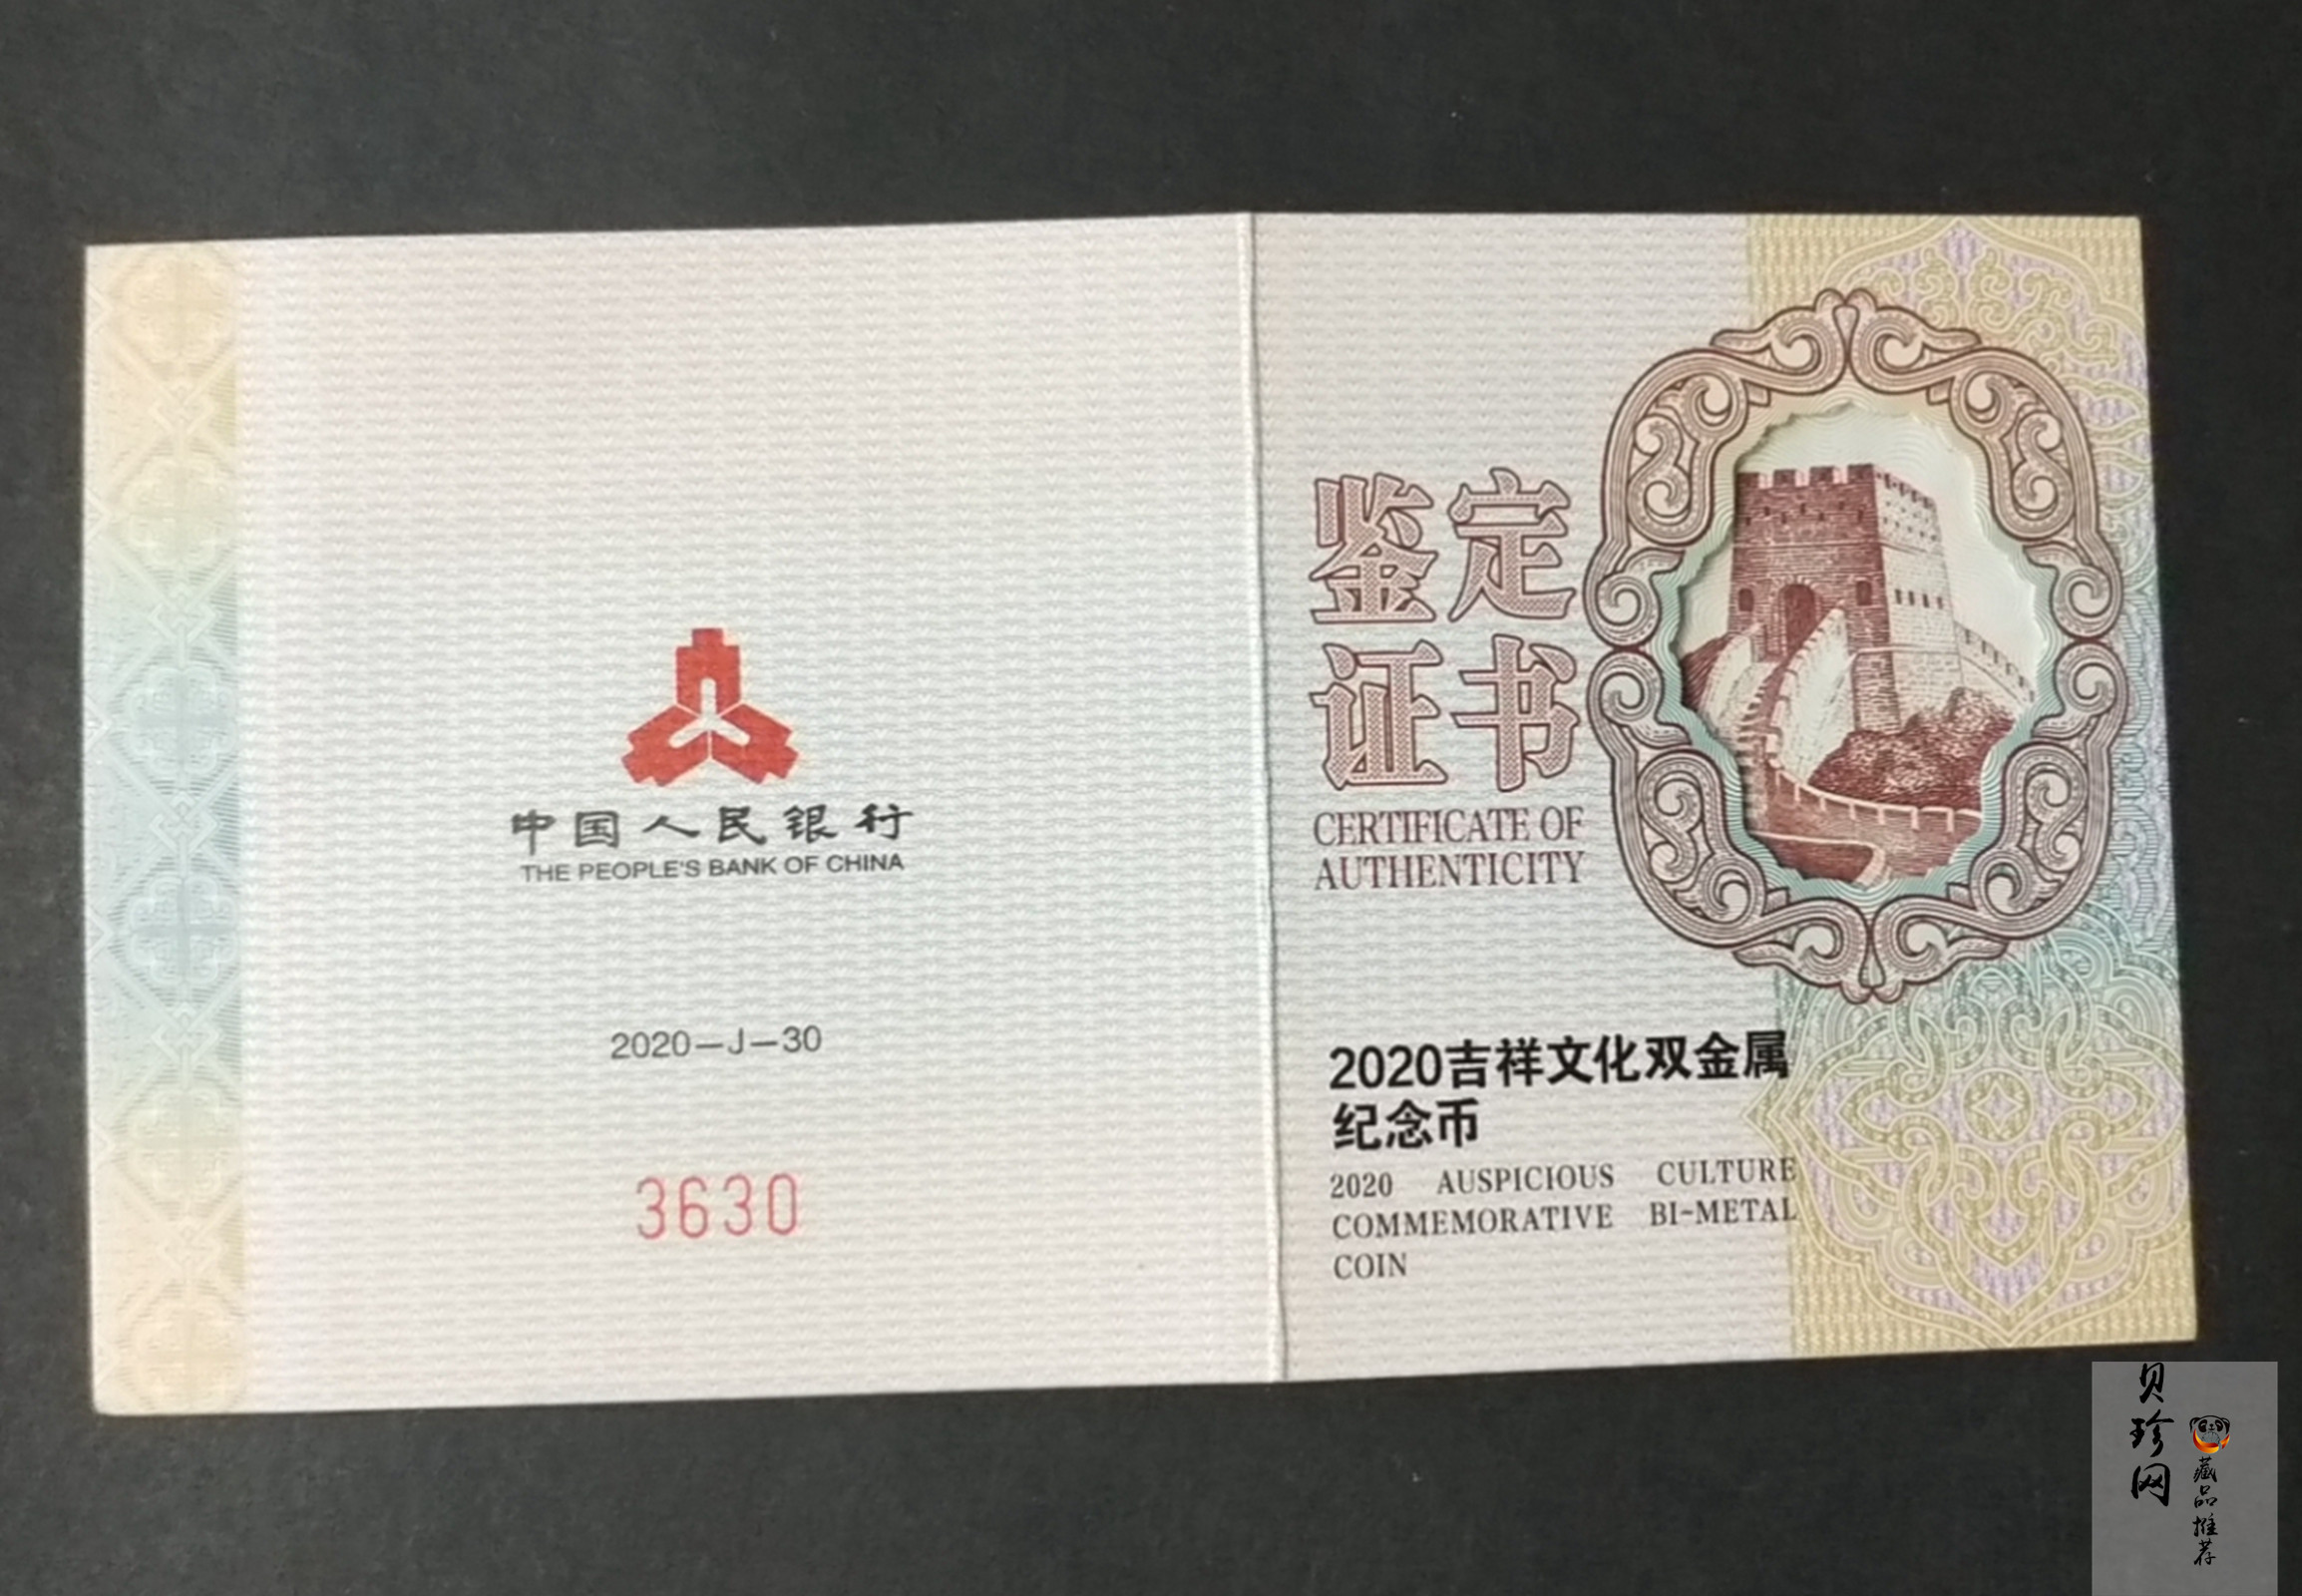 中国人民银行
THE PEOPLE'S BANK OF CHINA
2020—J—30
3630
鉴定
证书
CERTIFICATE OF
AUTHENTICITY
2020吉祥文化双金属
纪念币
2020 AUSPICIOUS CULTURE
COMMEMORATIVE BI-METAL
COIN
贝珍网
藏品推荐